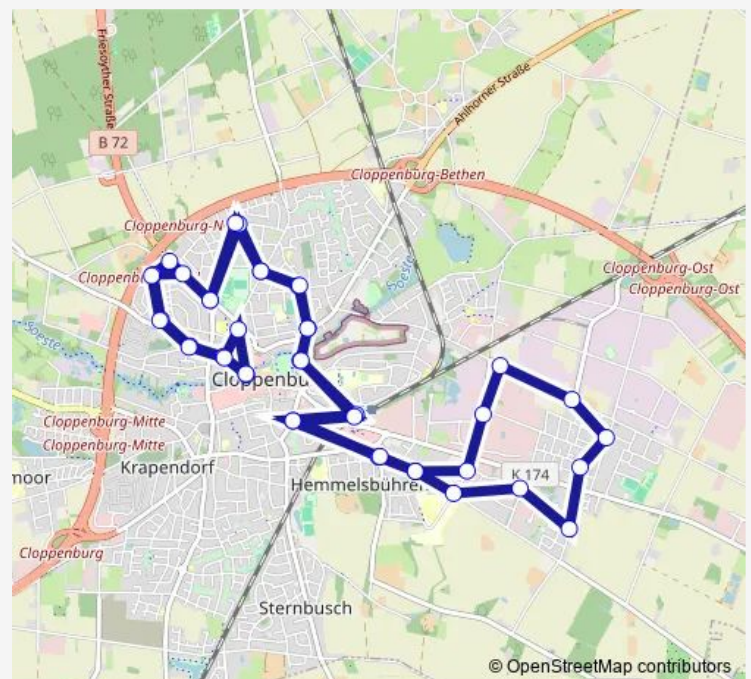 Friesoyther Straße
Ahlhorner Straße
B 72
Cloppenburg-Bethen
Cloppenburg-N
Cloppenb
Soeste
Cloppenburg-Ost
Cloppenburg-Ost
Soeste
Cloppenbu
Cloppenburg-Mitte
Cloppenburg-Mitte
Krapendorf
moor
K 174
Hemmelsbühren
Cloppenburg
Sternbusch
© OpenStreetMap contributors